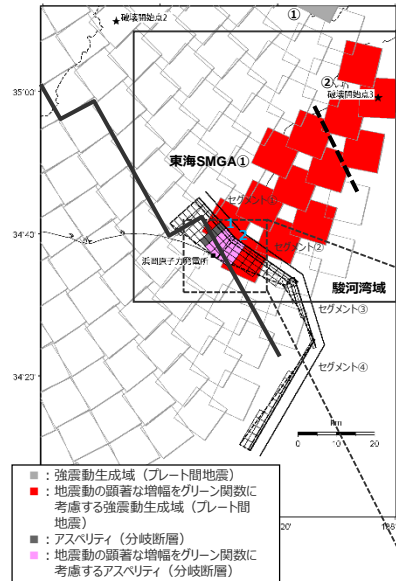 ①
破壊開始点2
35°00'
②
破壊開始点3
東海SMGA①
セグメント①
1
2
34°40'
セグメント②
浜岡原子力発電所
駿河湾域
セグメント③
セグメント④
34°20'
km
0 10 20
■：強震動生成域（プレート間地震）
■：地震動の顕著な増幅をグリーン関数に
考慮する強震動生成域（プレート間
地震）
■：アスペリティ（分岐断層）
■：地震動の顕著な増幅をグリーン関数に
考慮するアスペリティ（分岐断層）